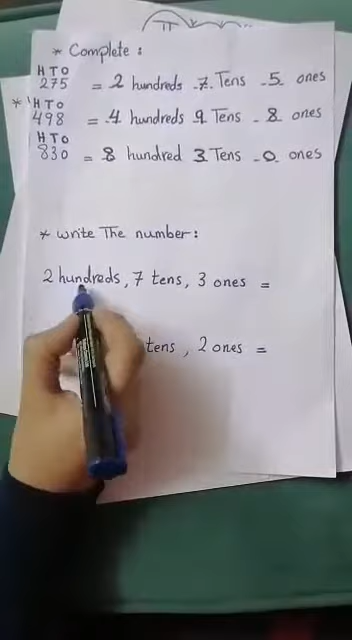 * Complete :
H T O
275 = 2 hundreds 7 Tens 5 ones
* H T O
498 = 4 hundreds 9 Tens 8 ones
H T O
830 = 8 hundred 3 Tens 0 ones
* write The number:
2 hundreds, 7 tens, 3 ones =
tens, 2 ones =